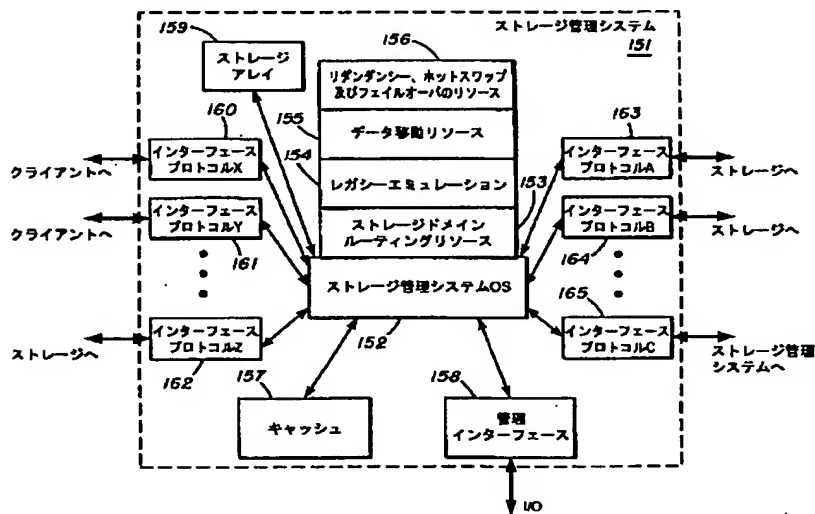 ストレージ管理システム
151
159
ストレージ
アレイ
156
リダンダンシー、ホットスワップ
及びフェイルオーバのリソース
155
データ移動リソース
154
レガシーエミュレーション
153
ストレージドメイン
ルーティングリソース
160
クライアントへ
インターフェース
プロトコルX
クライアントへ
インターフェース
プロトコルY
161
ストレージへ
インターフェース
プロトコルZ
162
163
インターフェース
プロトコルA
ストレージへ
インターフェース
プロトコルB
ストレージへ
164
165
インターフェース
プロトコルC
ストレージ管理
システムへ
ストレージ管理システムOS
152
157
キャッシュ
158
管理
インターフェース
I/O